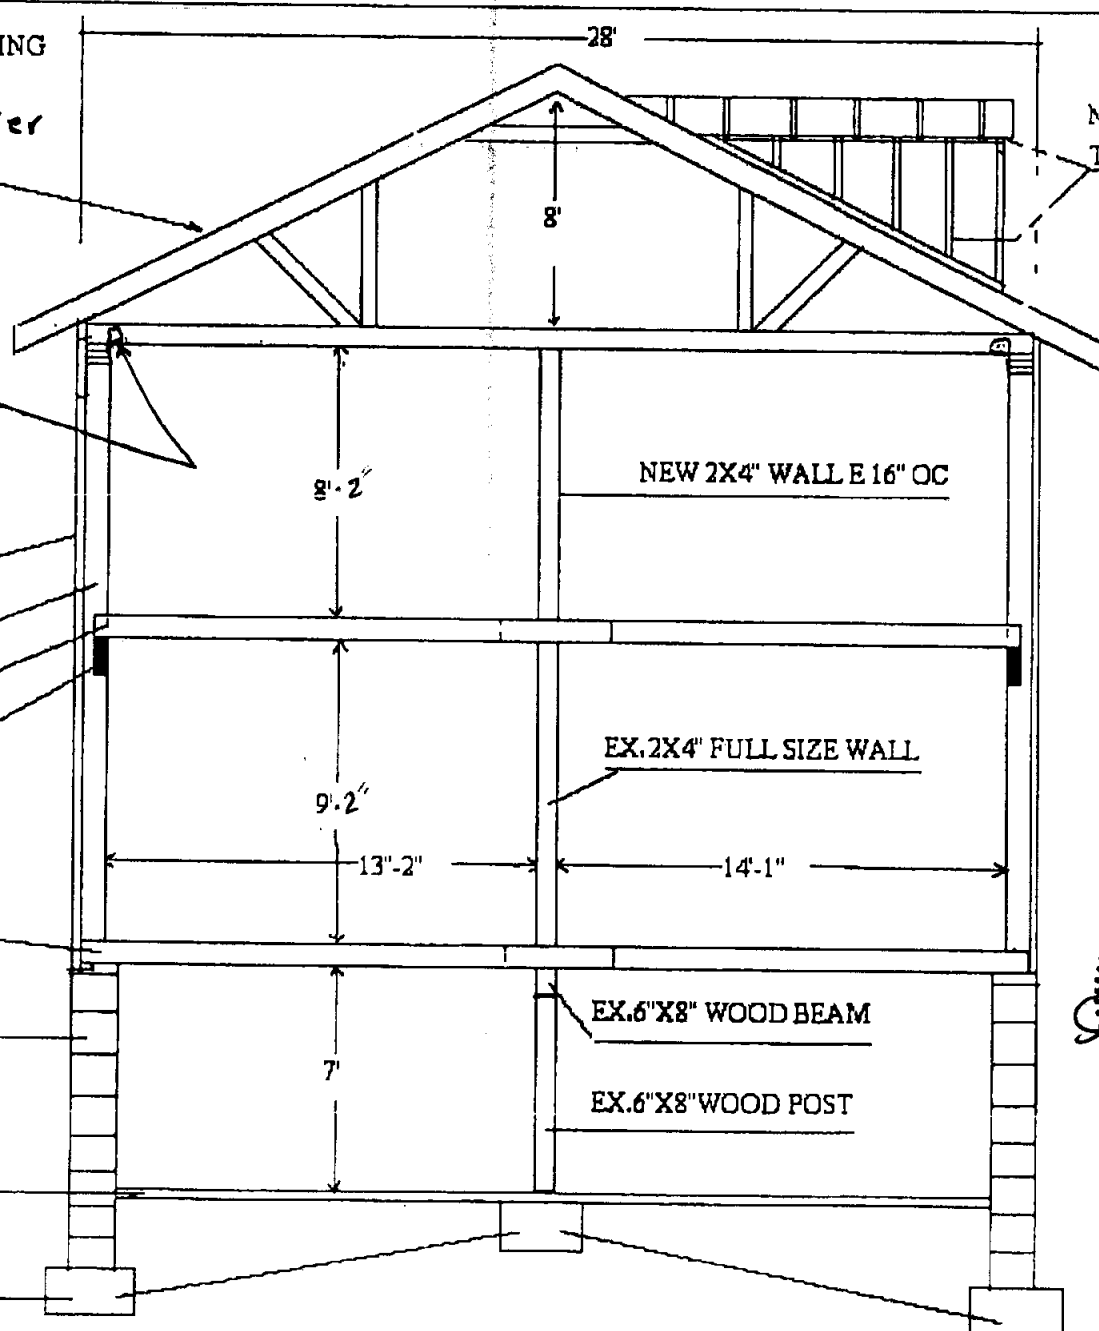 28'
8'
8'-2"
NEW 2X4" WALL E 16" OC
EX.2X4" FULL SIZE WALL
9'-2"
13"-2"
14'-1"
EX.6"X8" WOOD BEAM
7'
EX.6"X8"WOOD POST